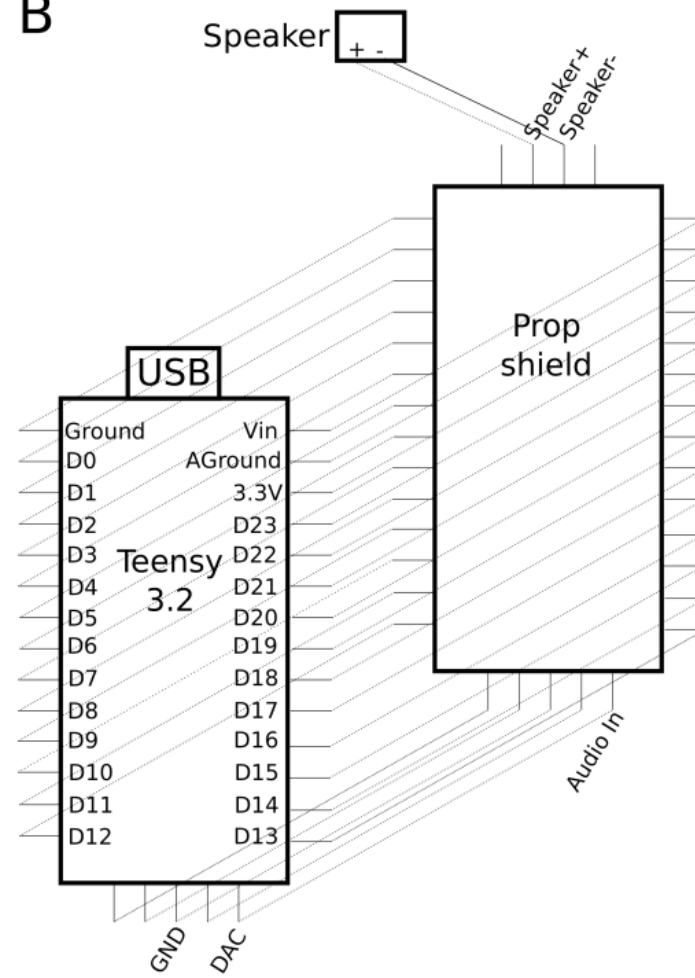 B
Speaker
+ -
Speaker+
Speaker-
Prop
shield
USB
Ground
Vin
D0
AGround
D1
3.3V
D2
D23
D3
D22
Teensy
3.2
D4
D21
D5
D20
D6
D19
D7
D18
D8
D17
D9
D16
D10
D15
D11
D14
D12
D13
Audio In
GND
DAC